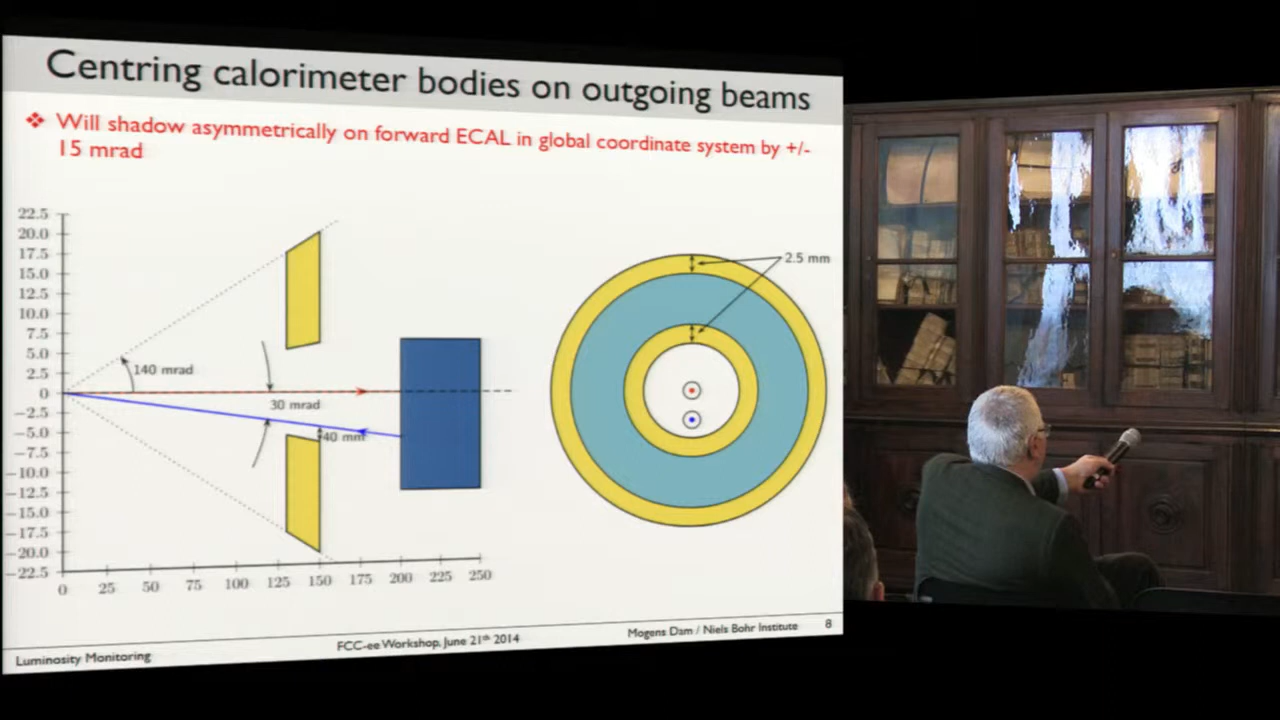 Centring calorimeter bodies on outgoing beams
Will shadow asymmetrically on forward ECAL in global coordinate system by +/-
15 mrad
22.5
20.0
17.5
15.0
12.5
10.0
7.5
5.0
2.5
0
−2.5
−5.0
−7.5
−10.0
−12.5
−15.0
−17.5
−20.0
−22.5
140 mrad
30 mrad
40 mm
2.5 mm
0 25 50 75 100 125 150 175 200 225 250
Luminosity Monitoring
FCC-ee Workshop, June 21th 2014
Mogens Dam / Niels Bohr Institute
8